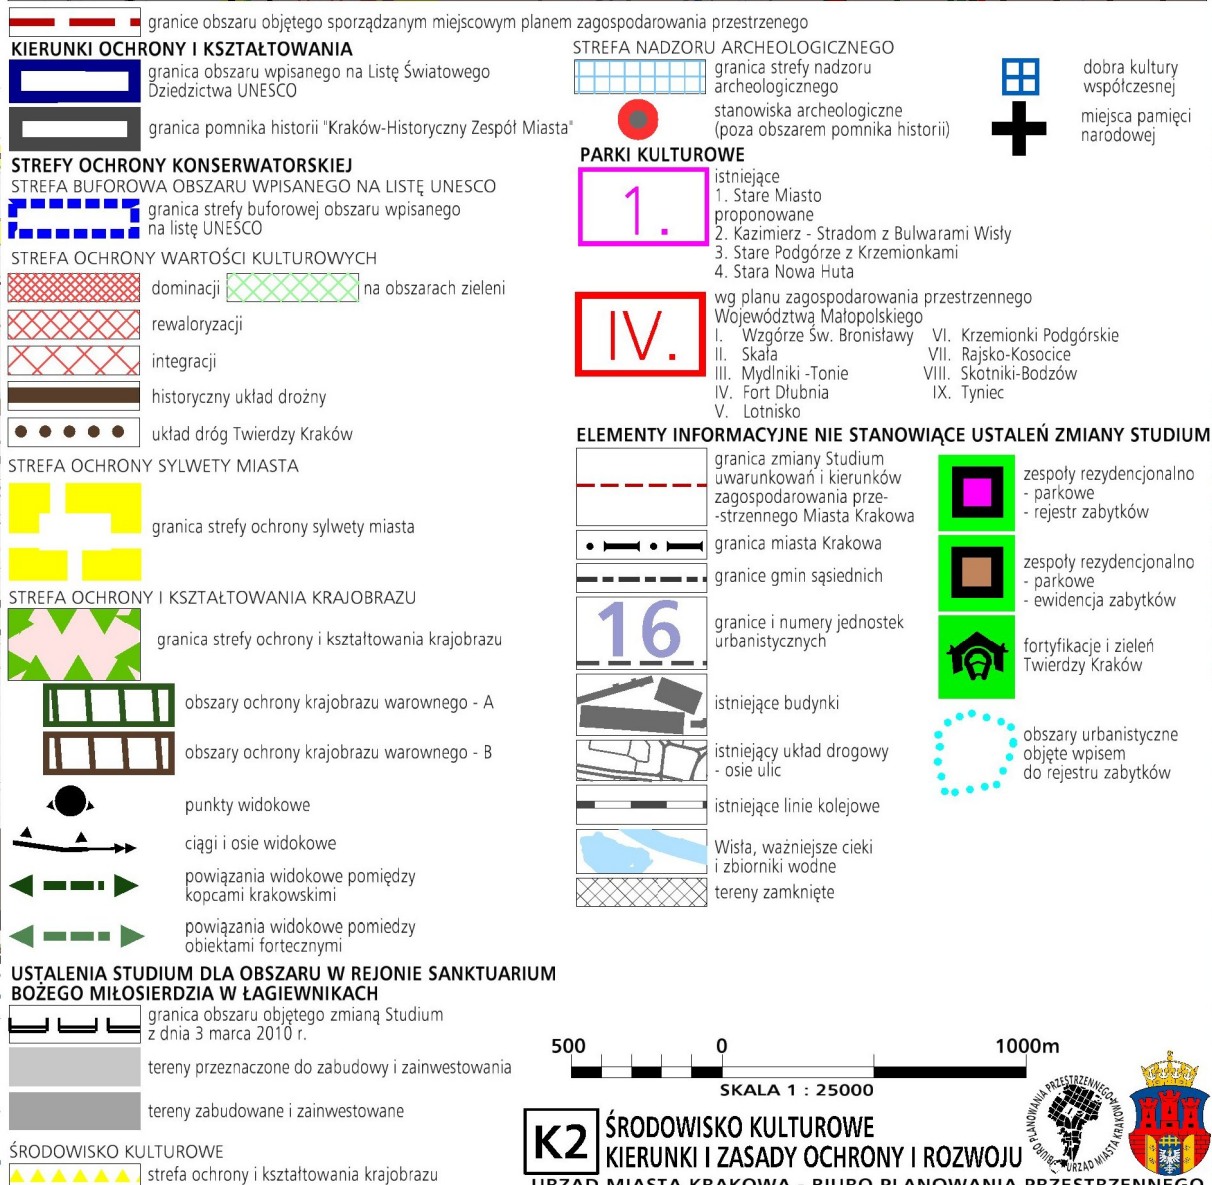 granice obszaru objętego sporządzanym miejscowym planem zagospodarowania przestrzenego
KIERUNKI OCHRONY I KSZTAŁTOWANIA
granica obszaru wpisanego na Listę Światowego
Dziedzictwa UNESCO
granica pomnika historii "Kraków-Historyczny Zespół Miasta"
STREFY OCHRONY KONSERWATORSKIEJ
STREFA BUFOROWA OBSZARU WPISANEGO NA LISTĘ UNESCO
granica strefy buforowej obszaru wpisanego
na listę UNESCO
STREFA OCHRONY WARTOŚCI KULTUROWYCH
dominacji
na obszarach zieleni
rewaloryzacji
integracji
historyczny układ drożny
układ dróg Twierdzy Kraków
STREFA OCHRONY SYLWETY MIASTA
granica strefy ochrony sylwety miasta
STREFA OCHRONY I KSZTAŁTOWANIA KRAJOBRAZU
granica strefy ochrony i kształtowania krajobrazu
obszary ochrony krajobrazu warownego - A
obszary ochrony krajobrazu warownego - B
punkty widokowe
ciągi i osie widokowe
powiązania widokowe pomiędzy
kopcami krakowskimi
powiązania widokowe pomiedzy
obiektami fortecznymi
USTALENIA STUDIUM DLA OBSZARU W REJONIE SANKTUARIUM
BOŻEGO MIŁOSIERDZIA W ŁAGIEWNIKACH
granica obszaru objętego zmianą Studium
z dnia 3 marca 2010 r.
tereny przeznaczone do zabudowy i zainwestowania
tereny zabudowane i zainwestowane
ŚRODOWISKO KULTUROWE
strefa ochrony i kształtowania krajobrazu
STREFA NADZORU ARCHEOLOGICZNEGO
granica strefy nadzoru
archeologicznego
stanowiska archeologiczne
(poza obszarem pomnika historii)
dobra kultury
współczesnej
miejsca pamięci
narodowej
PARKI KULTUROWE
1.
istniejące
1. Stare Miasto
proponowane
2. Kazimierz - Stradom z Bulwarami Wisły
3. Stare Podgórze z Krzemionkami
4. Stara Nowa Huta
IV.
wg planu zagospodarowania przestrzennego
Województwa Małopolskiego
I. Wzgórze Św. Bronisławy
II. Skała
III. Mydlniki -Tonie
IV. Fort Dłubnia
V. Lotnisko
VI. Krzemionki Podgórskie
VII. Rajsko-Kosocice
VIII. Skotniki-Bodzów
IX. Tyniec
ELEMENTY INFORMACYJNE NIE STANOWIĄCE USTALEŃ ZMIANY STUDIUM
granica zmiany Studium
uwarunkowań i kierunków
zagospodarowania prze-
-strzennego Miasta Krakowa
granica miasta Krakowa
granice gmin sąsiednich
16
granice i numery jednostek
urbanistycznych
istniejące budynki
istniejący układ drogowy
- osie ulic
istniejące linie kolejowe
Wisła, ważniejsze cieki
i zbiorniki wodne
tereny zamknięte
zespoły rezydencjonalno
- parkowe
- rejestr zabytków
zespoły rezydencjonalno
- parkowe
- ewidencja zabytków
fortyfikacje i zieleń
Twierdzy Kraków
obszary urbanistyczne
objęte wpisem
do rejestru zabytków
500 0 1000m
SKALA 1 : 25000
K2
ŚRODOWISKO KULTUROWE
KIERUNKI I ZASADY OCHRONY I ROZWOJU
BIURO PLANOWANIA PRZESTRZENNEGO
URZĄD MIASTA KRAKOWA
URZĄD MIASTA KRAKOWA - BIURO PLANOWANIA PRZESTRZENNEGO